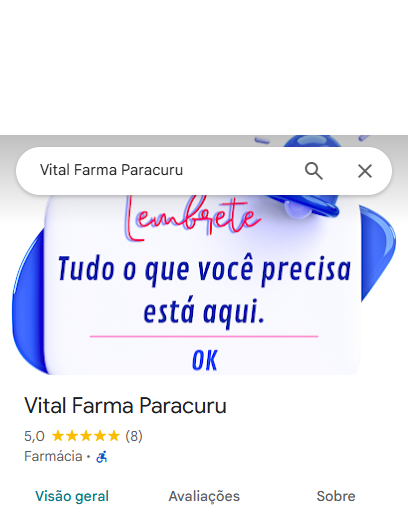 Vital Farma Paracuru
Lembrete
Tudo o que você precisa
está aqui.
OK
Vital Farma Paracuru
5,0 (8)
Farmácia ·
Visão geral Avaliações Sobre